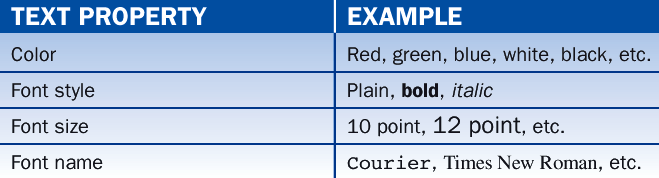 TEXT PROPERTY EXAMPLE
Color Red, green, blue, white, black, etc.
Font style Plain, bold, italic
Font size 10 point, 12 point, etc.
Font name Courier, Times New Roman, etc.